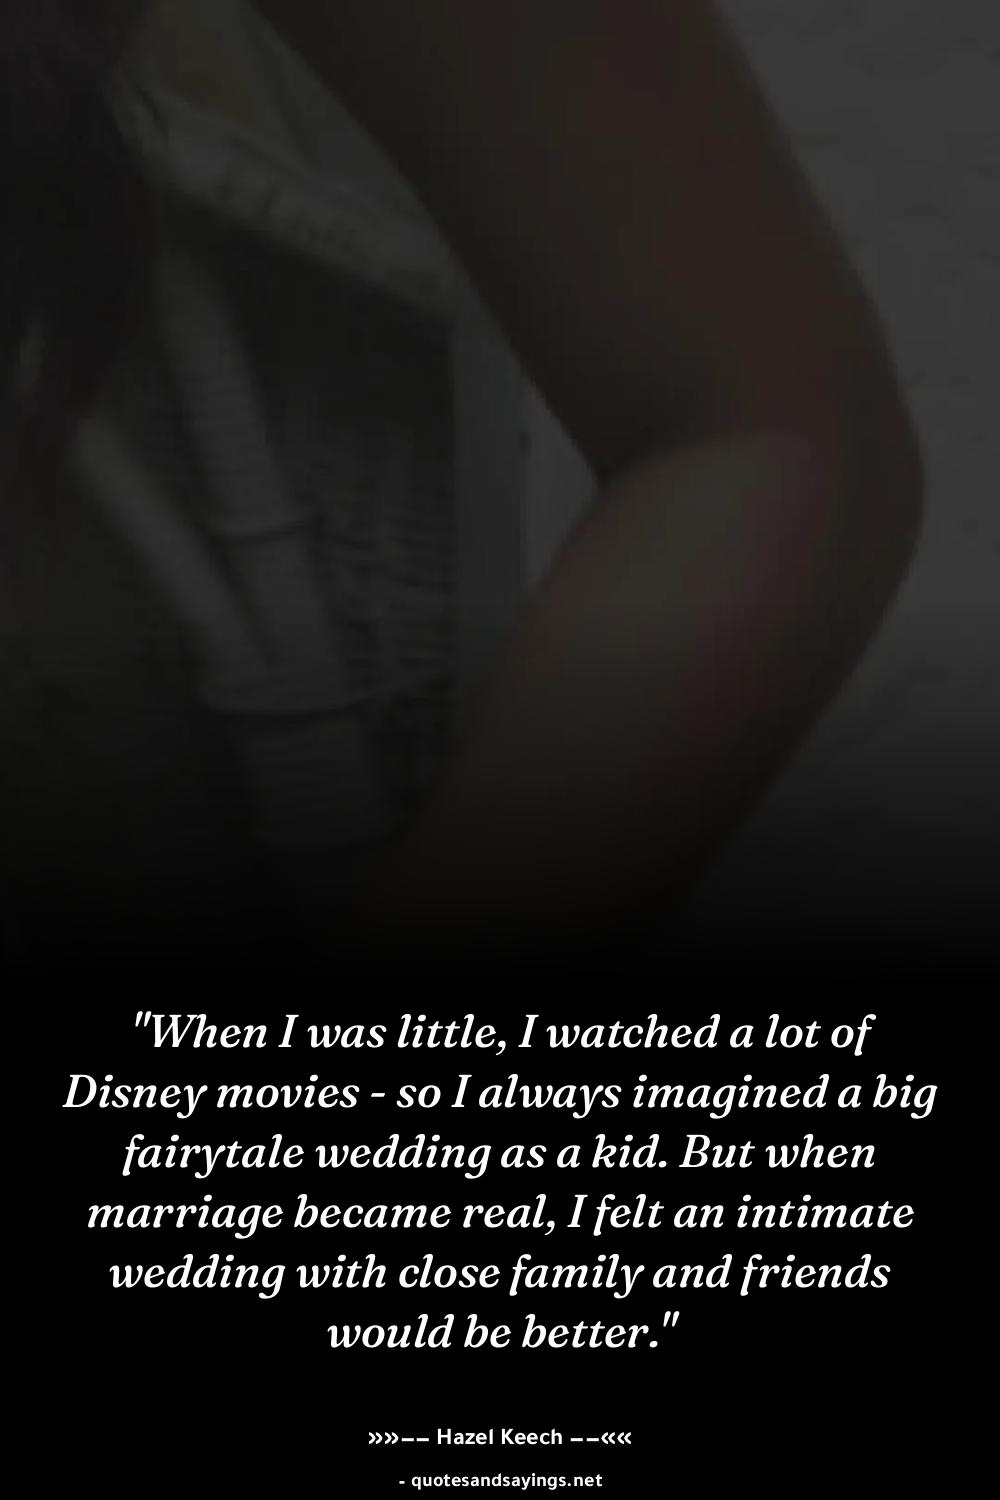 "When I was little, I watched a lot of
Disney movies - so I always imagined a big
fairytale wedding as a kid. But when
marriage became real, I felt an intimate
wedding with close family and friends
would be better."
»»−− Hazel Keech −−««
- quotesandsayings.net